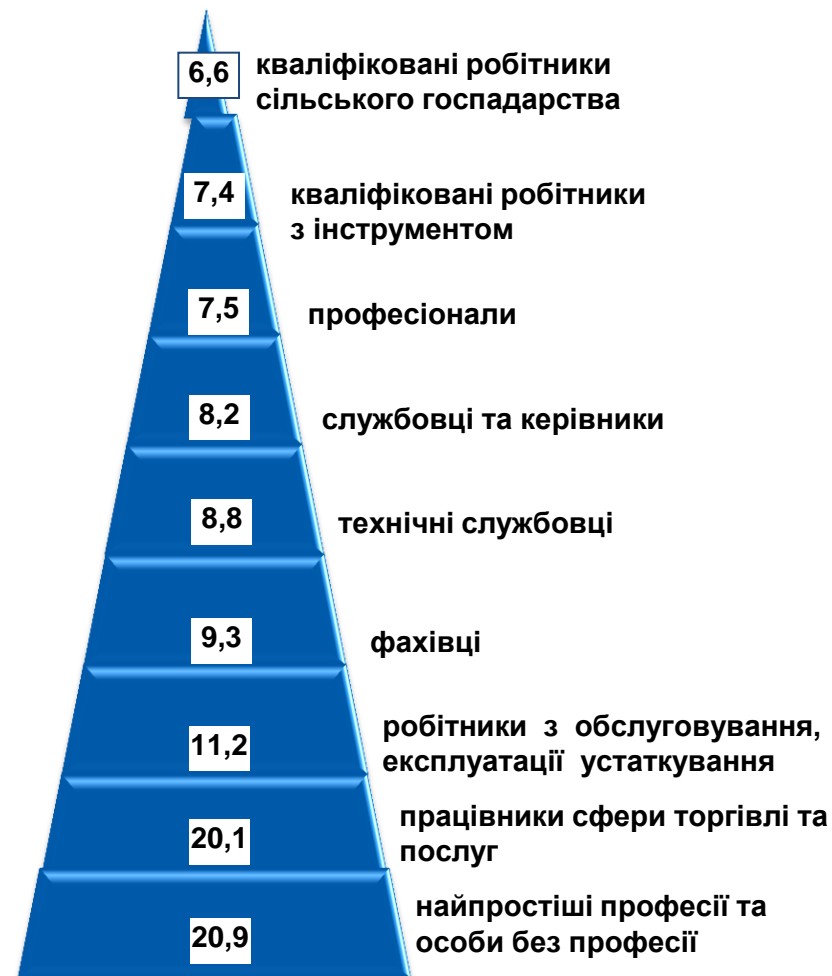 6,6
кваліфіковані робітники
сільського господарства
7,4
кваліфіковані робітники
з інструментом
7,5
професіонали
8,2
службовці та керівники
8,8
технічні службовці
9,3
фахівці
11,2
робітники з обслуговування,
експлуатації устаткування
20,1
працівники сфери торгівлі та
послуг
20,9
найпростіші професії та
особи без професії